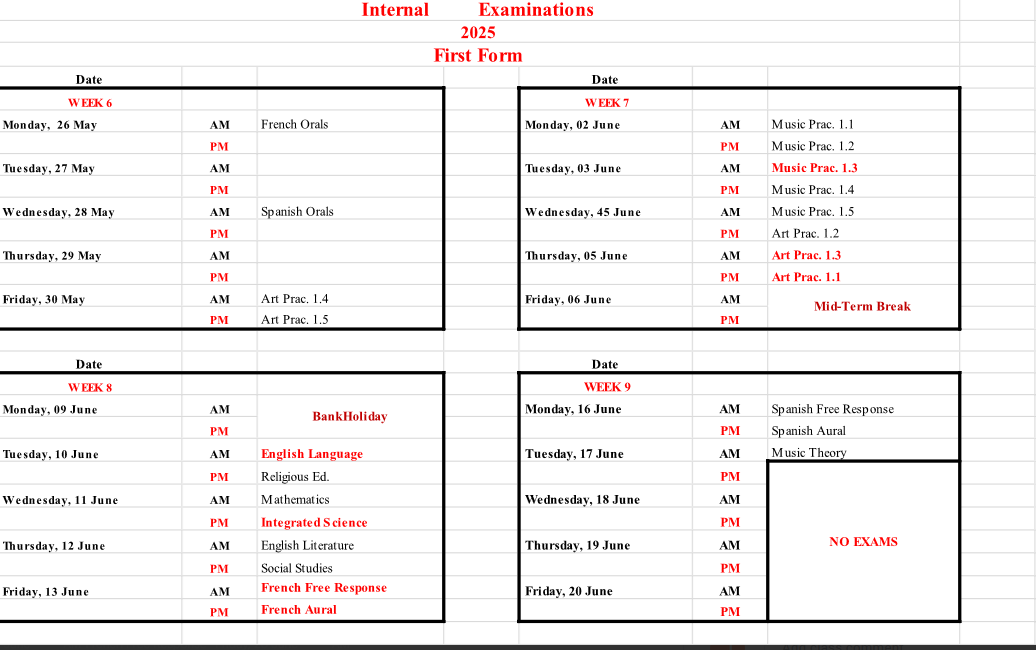 Internal Examinations
2025
First Form
Date
WEEK 6
Monday, 26 May AM French Orals
PM
Tuesday, 27 May AM
PM
Wednesday, 28 May AM Spanish Orals
PM
Thursday, 29 May AM
PM
Friday, 30 May AM Art Prac. 1.4
PM Art Prac. 1.5
Date
WEEK 7
Monday, 02 June AM Music Prac. 1.1
PM Music Prac. 1.2
Tuesday, 03 June AM Music Prac. 1.3
PM Music Prac. 1.4
Wednesday, 45 June AM Music Prac. 1.5
PM Art Prac. 1.2
Thursday, 05 June AM Art Prac. 1.3
PM Art Prac. 1.1
Friday, 06 June AM
Mid-Term Break
PM
Date
WEEK 8
Monday, 09 June AM
BankHoliday
PM
Tuesday, 10 June AM English Language
PM Religious Ed.
Wednesday, 11 June AM Mathematics
PM Integrated Science
Thursday, 12 June AM English Literature
PM Social Studies
Friday, 13 June AM French Free Response
PM French Aural
Date
WEEK 9
Monday, 16 June AM Spanish Free Response
PM Spanish Aural
Tuesday, 17 June AM Music Theory
PM
Wednesday, 18 June AM
PM
NO EXAMS
Thursday, 19 June AM
PM
Friday, 20 June AM
PM